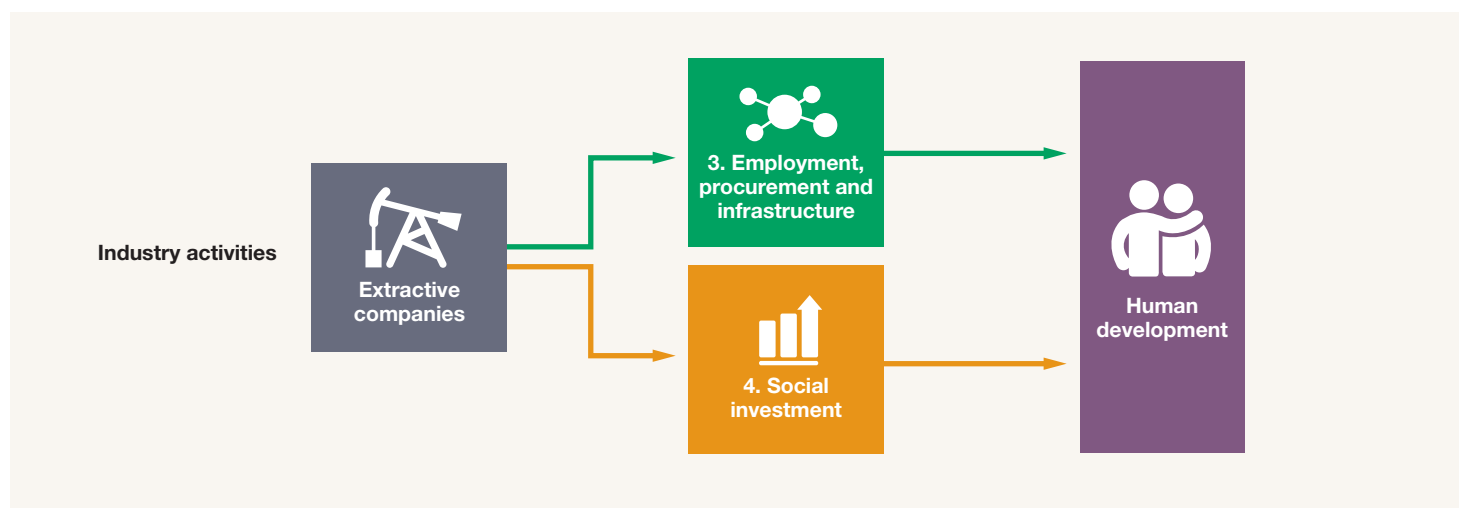 Industry activities
Extractive
companies
3. Employment,
procurement and
infrastructure
4. Social
investment
Human
development